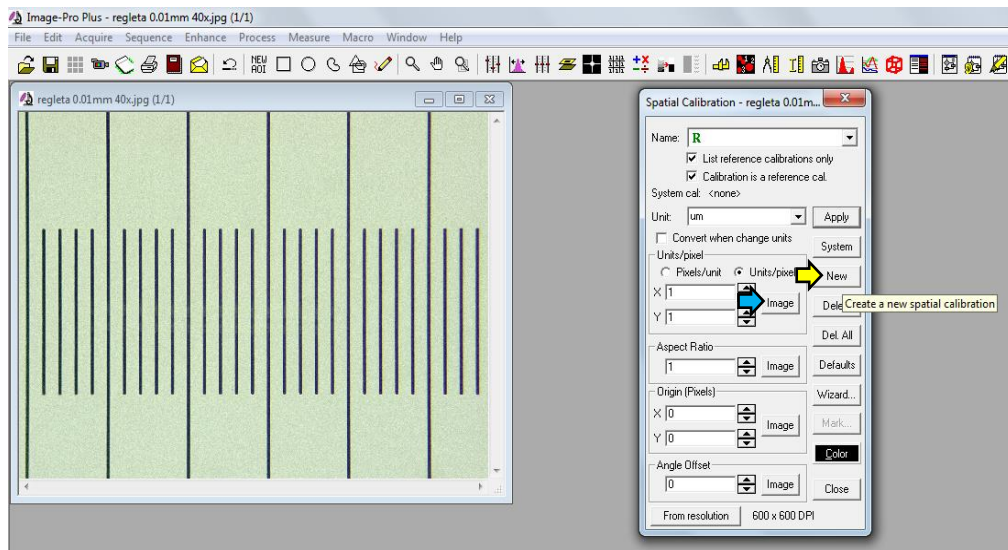 Image-Pro Plus - regleta 0.01mm 40x.jpg (1/1)
File Edit Acquire Sequence Enhance Process Measure Macro Window Help
NEW AOI
regleta 0.01mm 40x.jpg (1/1)
Spatial Calibration - regleta 0.01m...
Name: R
List reference calibrations only
Calibration is a reference cal.
System cal: <none>
Unit: um Apply
Convert when change units
System
Units/pixel
Pixels/unit Units/pixel New
X 1
Image
Create a new spatial calibration
Y 1
Del. All
Aspect Ratio
1 Image Defaults
Origin (Pixels)
Wizard...
X 0
Image Mark...
Y 0
Color
Angle Offset
0 Image Close
From resolution 600 x 600 DPI